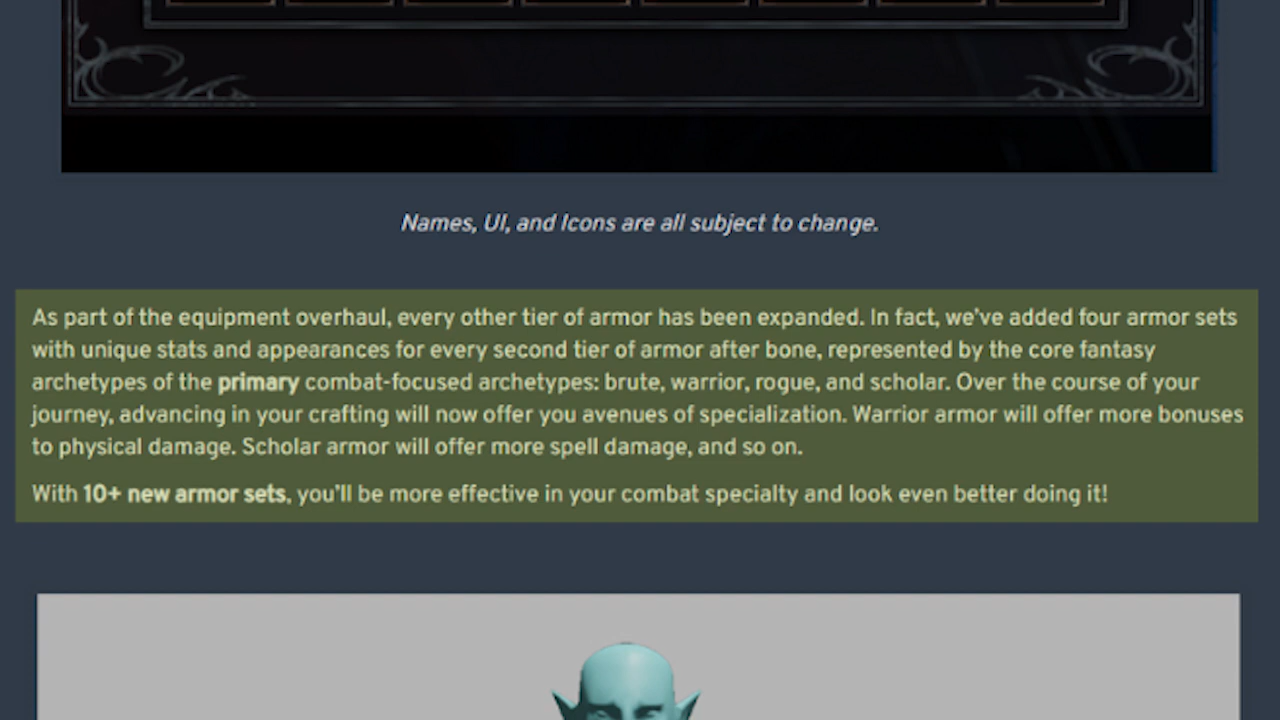 Names, UI, and Icons are all subject to change.
As part of the equipment overhaul, every other tier of armor has been expanded. In fact, we've added four armor sets
with unique stats and appearances for every second tier of armor after bone, represented by the core fantasy
archetypes of the primary combat-focused archetypes: brute, warrior, rogue, and scholar. Over the course of your
journey, advancing in your crafting will now offer you avenues of specialization. Warrior armor will offer more bonuses
to physical damage. Scholar armor will offer more spell damage, and so on.
With 10+ new armor sets, you'll be more effective in your combat specialty and look even better doing it!